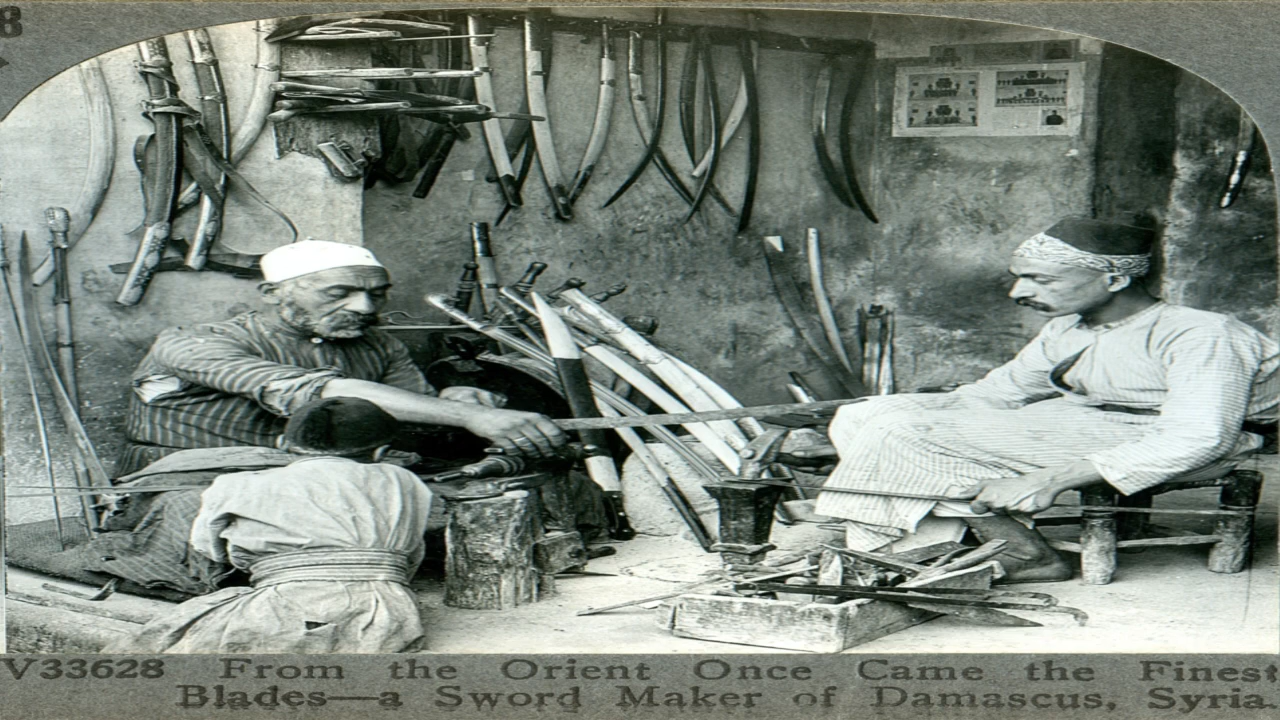 8
V33628 From the Orient Once Came the Finest
Blades—a Sword Maker of Damascus, Syria.